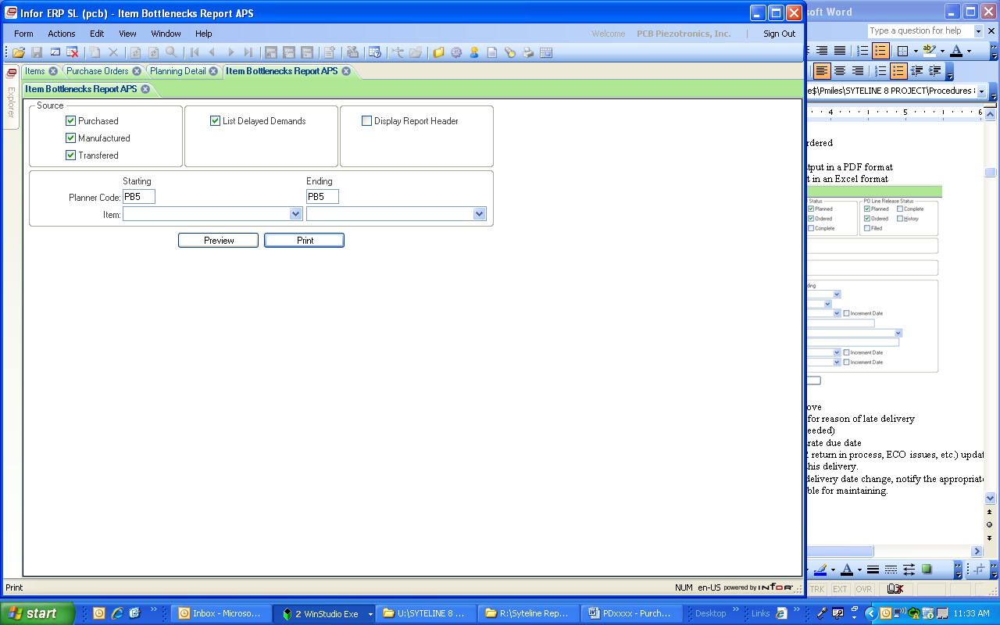 Infor ERP SL (pcb) - Item Bottlenecks Report APS
Form Actions Edit View Window Help Welcome PCB Piezotronics, Inc. | Sign Out
Items Purchase Orders Planning Detail Item Bottlenecks Report APS
Item Bottlenecks Report APS
Explorer
Source
Purchased List Delayed Demands Display Report Header
Manufactured
Transfered
Starting Ending
Planner Code: PB5 PB5
Item:
Preview Print
Print NUM en-US powered by infor
soft Word
Type a question for help
e$\Pmiles\SYTELINE 8 PROJECT\Procedures
4 5 6
rdered
tput in a PDF format
t in an Excel format
Status PO Line Release Status
Planned Planned Complete
Ordered Ordered History
Complete Filled
ding
Increment Date
Increment Date
Increment Date
ove
for reason of late delivery
eeded)
rate due date
return in process, ECO issues, etc.) updat
this delivery.
delivery date change, notify the appropriate
ble for maintaining.
TRK EXT OVR
start Inbox - Microso... 2 WinStudio Exe U:\SYTELINE 8 ... R:\Syteline Rep... PDxxxx - Purch... Desktop » Links » 11:33 AM